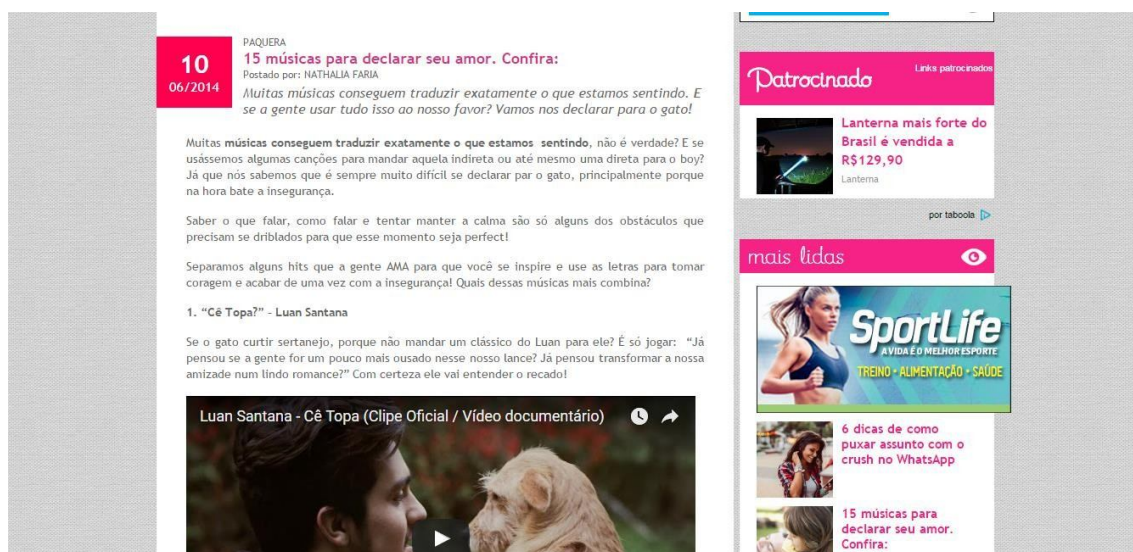 10
06/2014
PAQUERA
15 músicas para declarar seu amor. Confira:
Postado por: NATHALIA FARIA
Muitas músicas conseguem traduzir exatamente o que estamos sentindo. E
se a gente usar tudo isso ao nosso favor? Vamos nos declarar para o gato!
Muitas músicas conseguem traduzir exatamente o que estamos sentindo, não é verdade? E se
usássemos algumas canções para mandar aquela indireta ou até mesmo uma direta para o boy?
Já que nós sabemos que é sempre muito difícil se declarar par o gato, principalmente porque
na hora bate a insegurança.
Saber o que falar, como falar e tentar manter a calma são só alguns dos obstáculos que
precisam se driblados para que esse momento seja perfect!
Separamos alguns hits que a gente AMA para que você se inspire e use as letras para tomar
coragem e acabar de uma vez com a insegurança! Quais dessas músicas mais combina?
1. “Cê Topa?” – Luan Santana
Se o gato curtir sertanejo, porque não mandar um clássico do Luan para ele? É só jogar: “Já
pensou se a gente for um pouco mais ousado nesse nosso lance? Já pensou transformar a nossa
amizade num lindo romance?” Com certeza ele vai entender o recado!
Luan Santana - Cê Topa (Clipe Oficial / Vídeo documentário)
Patrocinado
Links patrocinados
Lanterna mais forte do
Brasil é vendida a
R$129,90
Lanterna
por taboola
mais lidas
SportLife
A VIDA É O MELHOR ESPORTE
TREINO • ALIMENTAÇÃO • SAÚDE
6 dicas de como
puxar assunto com o
crush no WhatsApp
15 músicas para
declarar seu amor.
Confira: